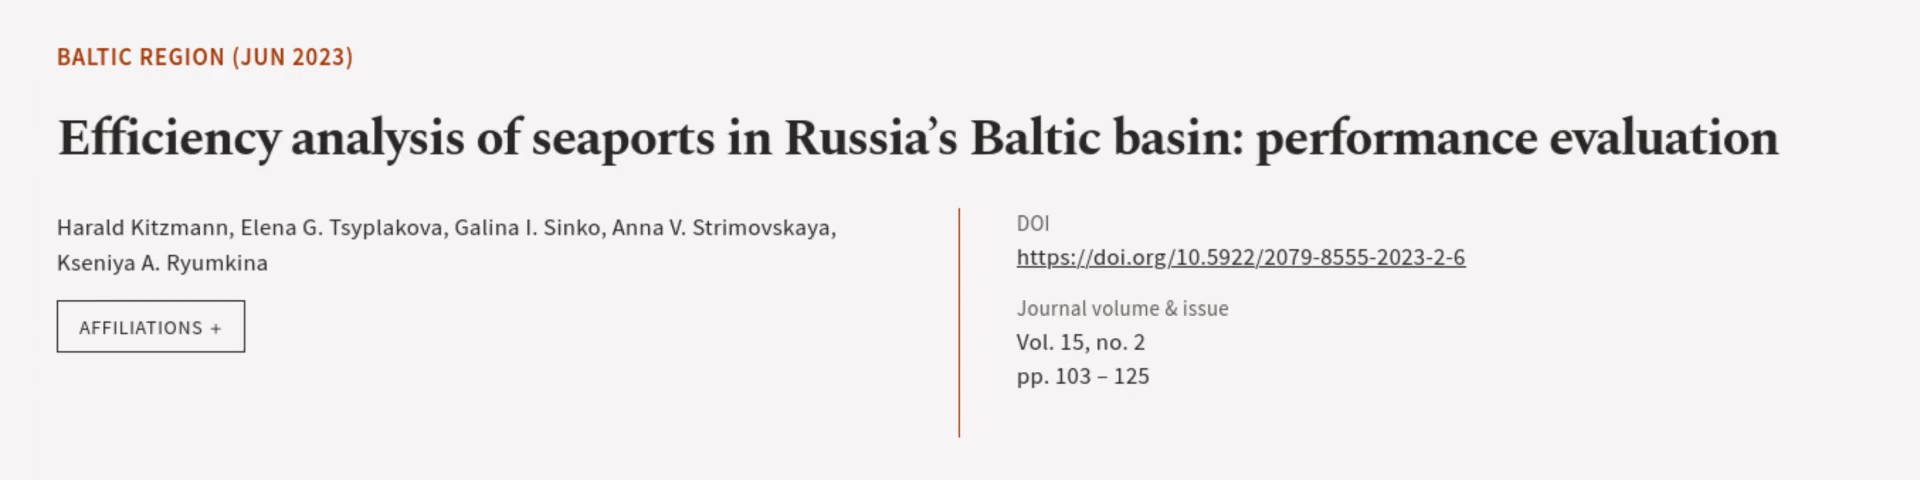 BALTIC REGION (JUN 2023)
Efficiency analysis of seaports in Russia’s Baltic basin: performance evaluation
Harald Kitzmann, Elena G. Tsyplakova, Galina I. Sinko, Anna V. Strimovskaya,
Kseniya A. Ryumkina
AFFILIATIONS +
DOI
https://doi.org/10.5922/2079-8555-2023-2-6
Journal volume & issue
Vol. 15, no. 2
pp. 103 – 125